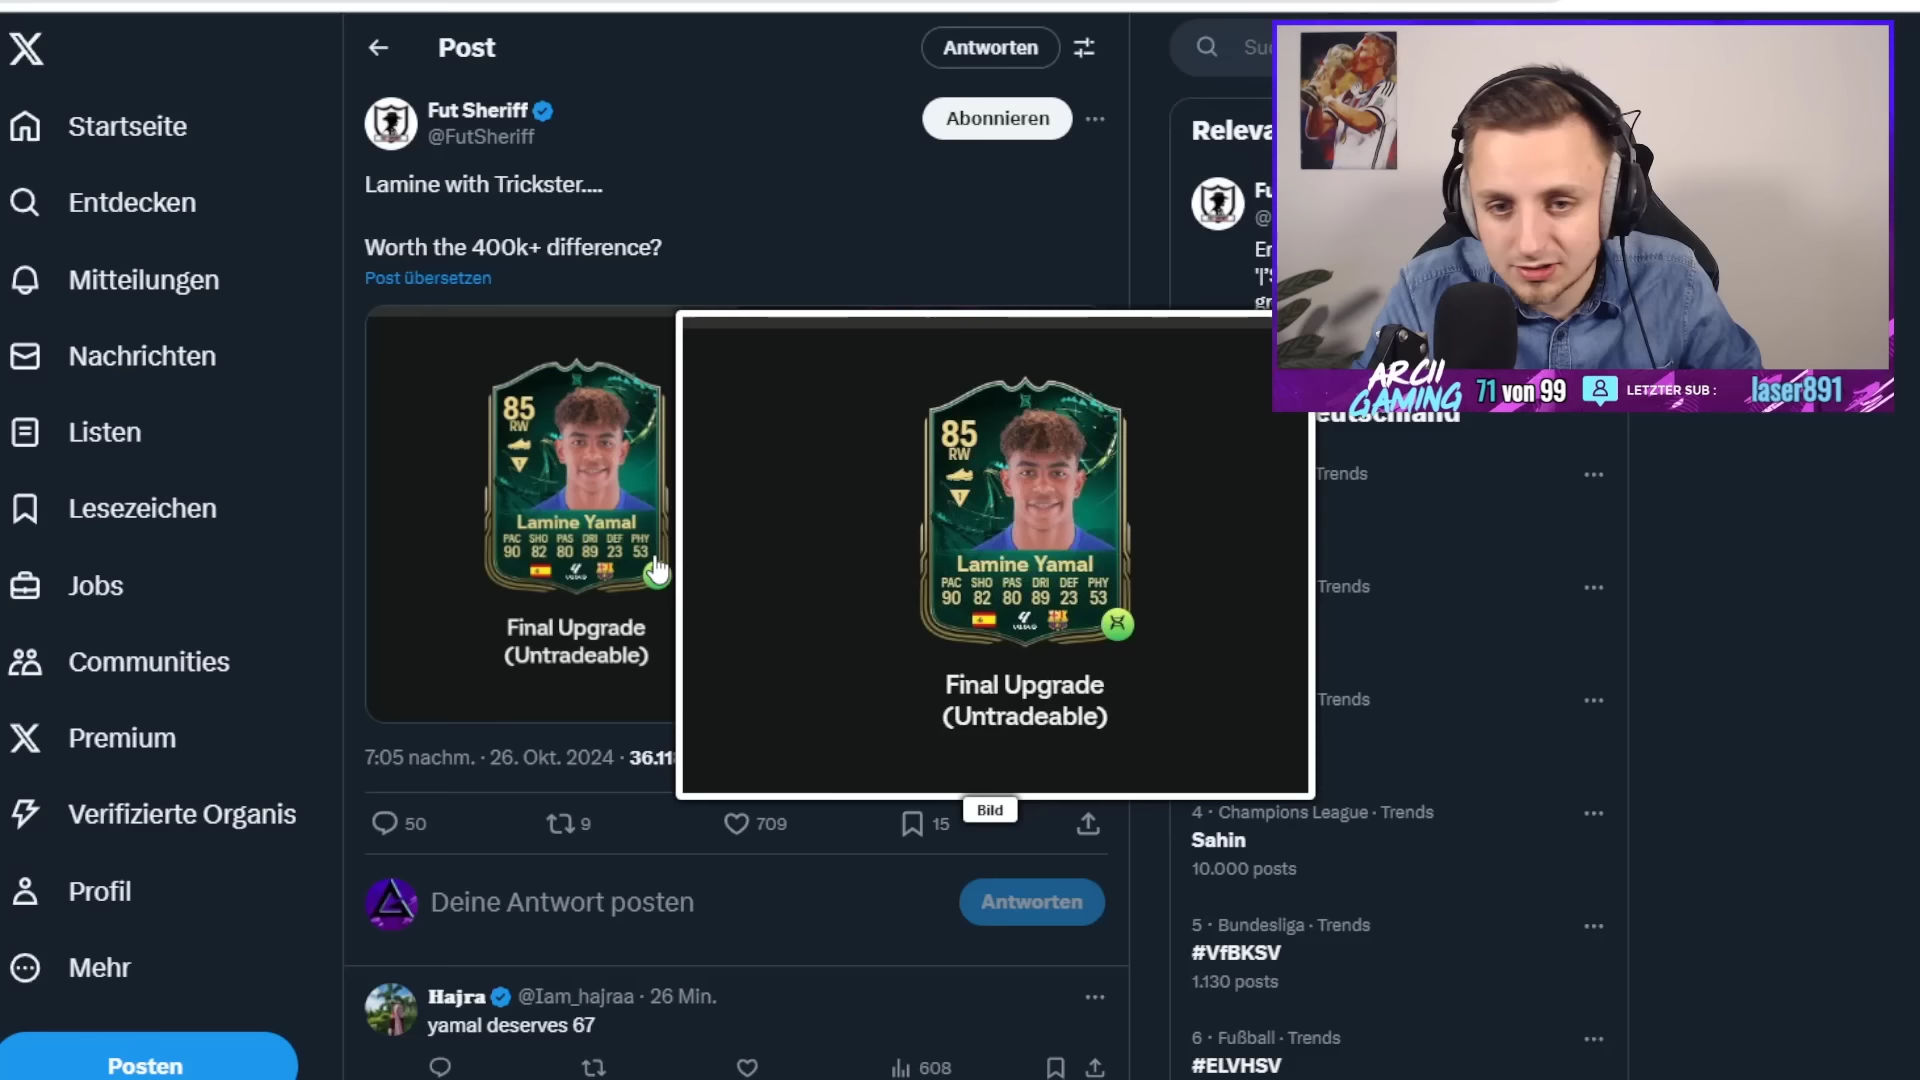 Startseite
Entdecken
Mitteilungen
Nachrichten
Listen
Lesezeichen
Jobs
Communities
Premium
Verifizierte Organis
Profil
Mehr
Posten
Post
Antworten
Fut Sheriff
@FutSheriff
Abonnieren
Lamine with Trickster....
Worth the 400k+ difference?
Post übersetzen
85
RW
Lamine Yamal
PAC SHO PAS DRI DEF PHY
90 82 80 89 23 53
Final Upgrade
(Untradeable)
85
RW
Lamine Yamal
PAC SHO PAS DRI DEF PHY
90 82 80 89 23 53
Final Upgrade
(Untradeable)
Bild
7:05 nachm. · 26. Okt. 2024 ·
50
9
709
15
Deine Antwort posten
Antworten
Hajra @Iam_hajraa · 26 Min.
yamal deserves 67
608
ARCII
GAMING
71 von 99
LETZTER SUB :
laser891
Trends
Trends
Trends
4 · Champions League · Trends
Sahin
10.000 posts
5 · Bundesliga · Trends
#VfBKSV
1.130 posts
6 · Fußball · Trends
#ELVHSV